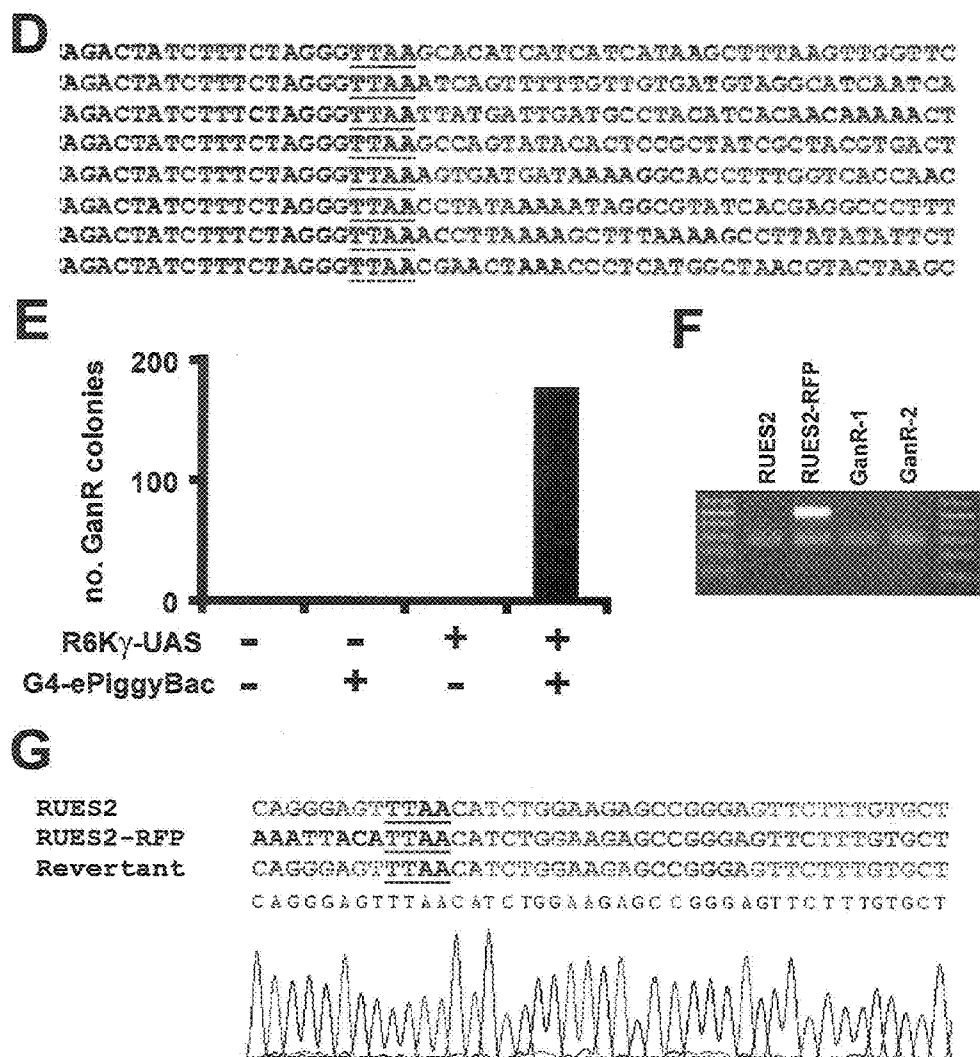 D
AGACTATCTTTCTAGGGTTAAGCACATCATCATCATAAGCTTTAAGTTGGTTC
AGACTATCTTTCTAGGGTTAAATCAGTTTTTGTTGTGATGTAGGCATCAATCA
AGACTATCTTTCTAGGGTTAATTATGATTGATGCCTACATCACAACAAAAACT
AGACTATCTTTCTAGGGTTAAGCCAGTATACACTCCGCTATCGCTACGTGACT
AGACTATCTTTCTAGGGTTAAAGTGATGATAAAAGGCACCTTTGGTCACCAAC
AGACTATCTTTCTAGGGTTAACCTATAAAAATAGGCGTATCACGAGGCCCTTT
AGACTATCTTTCTAGGGTTAAACCTTAAAAGCTTTAAAAGCCTTATATATTCT
AGACTATCTTTCTAGGGTTAACGAACTAAACCCTCATGGCTAACGTACTAAGC
E
no. GanR colonies
200
100
0
R6Kγ-UAS - - + +
G4-ePiggyBac - + - +
F
RUES2
RUES2-RFP
GanR-1
GanR-2
G
RUES2 CAGGGAGTTTAACATCTGGAAGAGCCGGGAGTTCTTTGTGCT
RUES2-RFP AAATTACATTAACATCTGGAAGAGCCGGGAGTTCTTTGTGCT
Revertant CAGGGAGTTTAACATCTGGAAGAGCCGGGAGTTCTTTGTGCT
CAGGGAGTTTAACATCTGGAAGAGCCGGGAGTTCTTTGTGCT